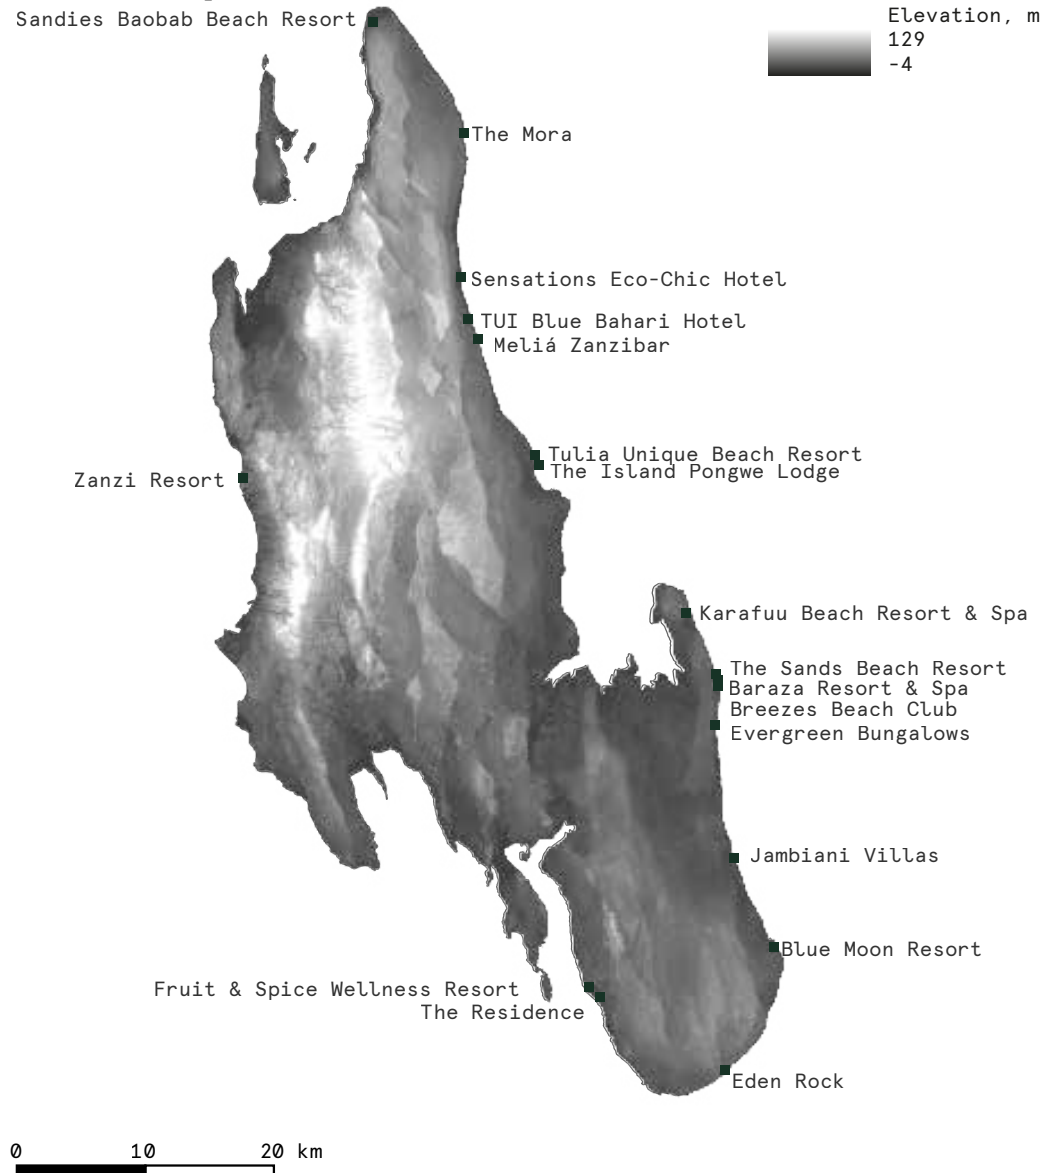 Elevation, m
Sandies Baobab Beach Resort
129
-4
The Mora
Sensations Eco-Chic Hotel
TUI Blue Bahari Hotel
Meliá Zanzibar
Tulia Unique Beach Resort
The Island Pongwe Lodge
Zanzi Resort
Karafuu Beach Resort & Spa
The Sands Beach Resort
Baraza Resort & Spa
Breezes Beach Club
Evergreen Bungalows
Jambiani Villas
Blue Moon Resort
Fruit & Spice Wellness Resort
The Residence
Eden Rock
0 10 20 km